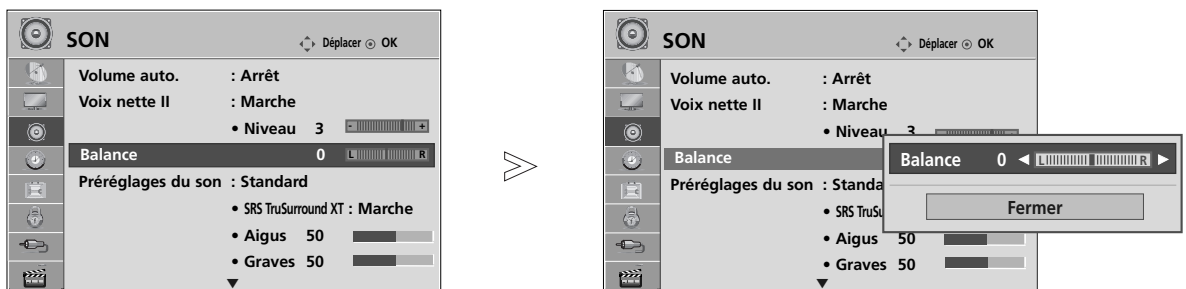 SON
Déplacer OK
Volume auto. : Arrêt
Voix nette II : Marche
• Niveau 3 - +
Balance 0 L R
Préréglages du son : Standard
• SRS TruSurround XT : Marche
• Aigus 50
• Graves 50
SON
Déplacer OK
Volume auto. : Arrêt
Voix nette II : Marche
• Niveau 3
Balance
Préréglages du son : Standa
• SRS TruSu
• Aigus 50
• Graves 50
Balance 0 L R
Fermer